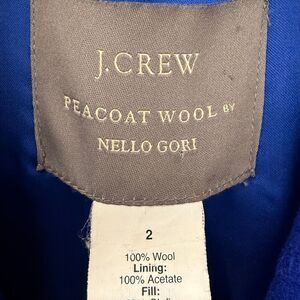 J.CREW
PEACOAT WOOL BY
NELLO GORI
2
100% Wool
Lining:
100% Acetate
Fill: